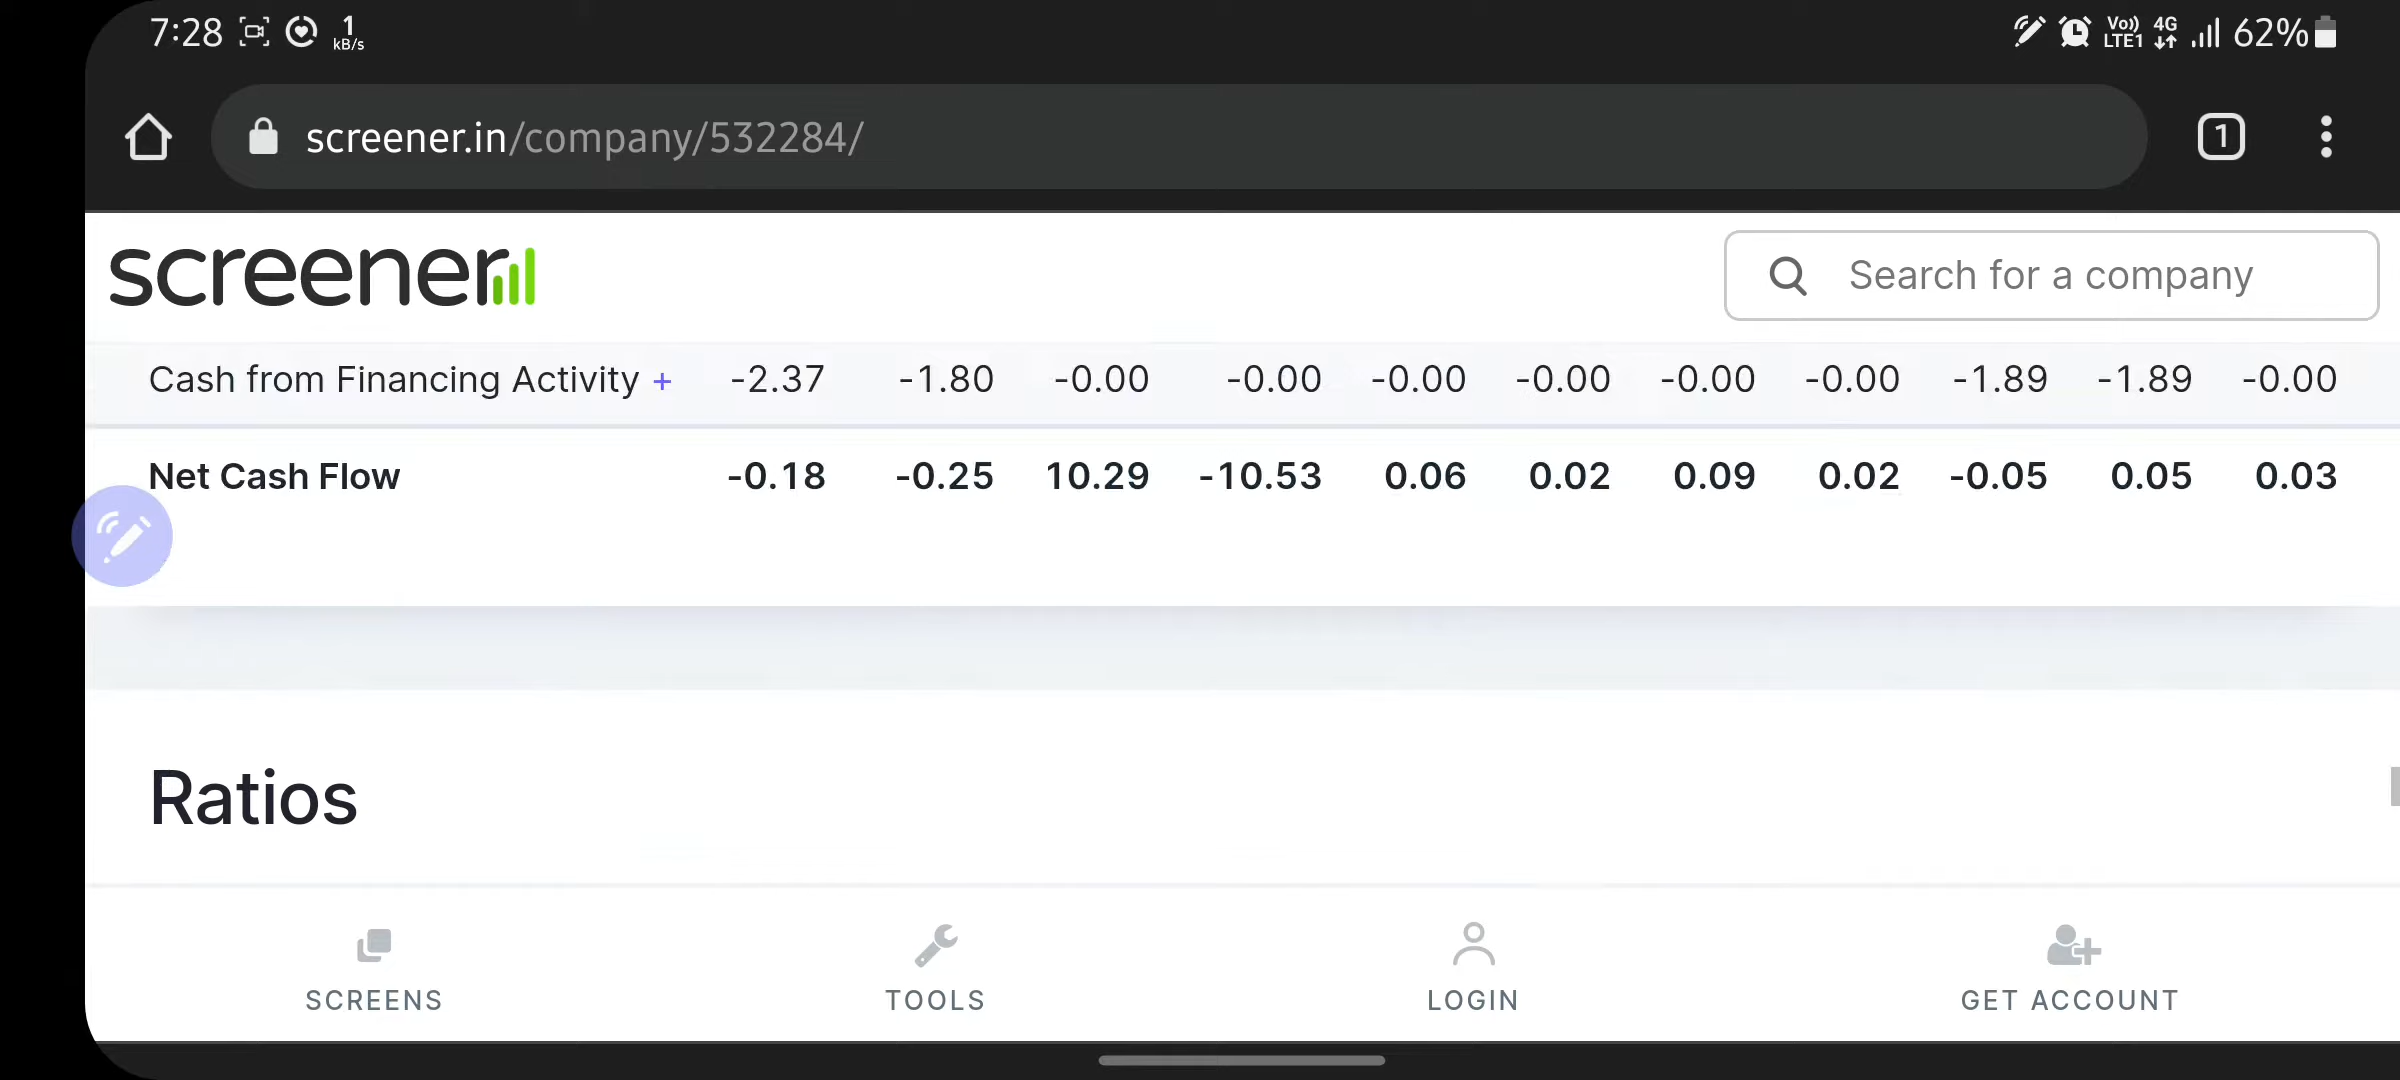 7:28 1 kB/s Vo)) LTE1 4G 62%
screener.in/company/532284/ 1
screener Search for a company
Cash from Financing Activity + -2.37 -1.80 -0.00 -0.00 -0.00 -0.00 -0.00 -0.00 -1.89 -1.89 -0.00
Net Cash Flow -0.18 -0.25 10.29 -10.53 0.06 0.02 0.09 0.02 -0.05 0.05 0.03
Ratios
SCREENS TOOLS LOGIN GET ACCOUNT